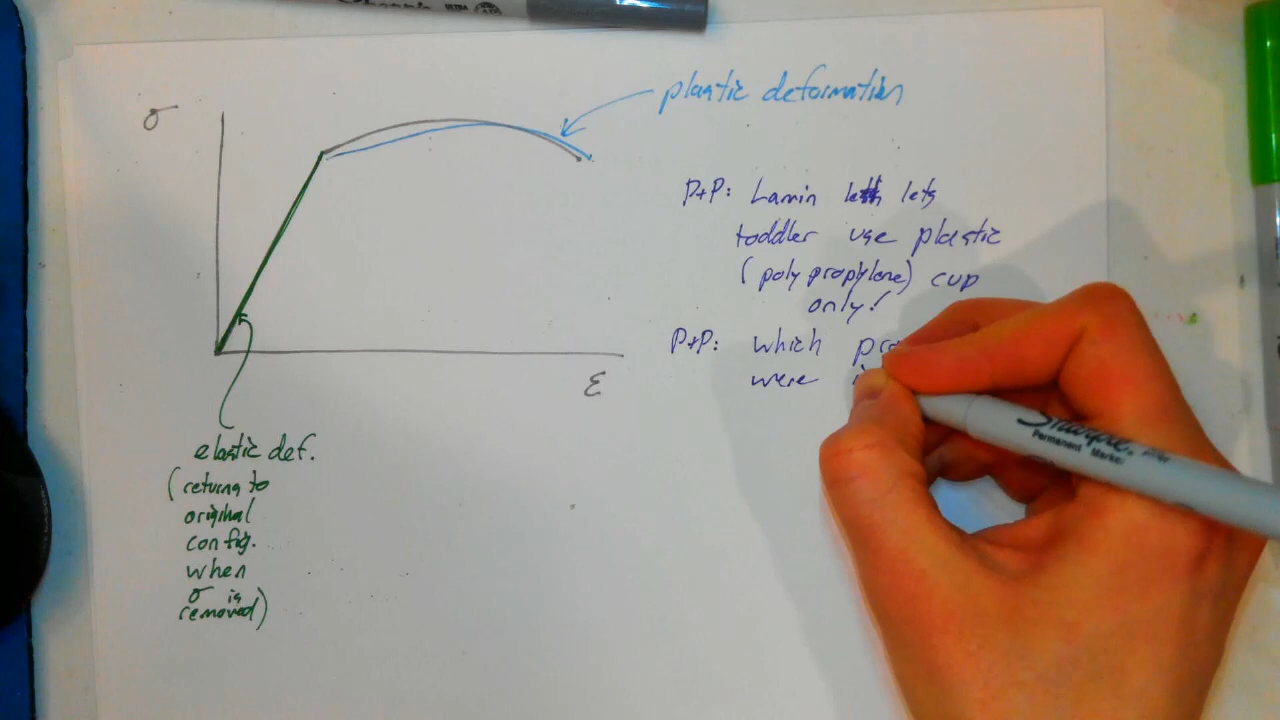 Sharpie
σ
plastic deformation
P+P: Lamin lets
toddler use plastic
(polypropylene) cup
only!
P+P: which
were
ε
elastic def.
(returns to
original
config.
when
σ is
removed)
Sharpie
Permanent Marker